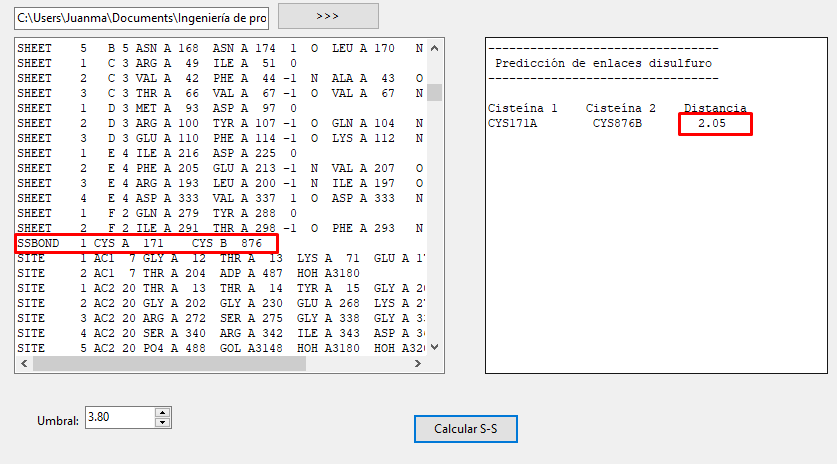 C:\Users\Juanma\Documents\Ingeniería de pro
>>>
SHEET    5   B 5 ASN A 168  ASN A 174  1  O  LEU A 170   N
SHEET    1   C 3 ARG A  49  ILE A  51  0
SHEET    2   C 3 VAL A  42  PHE A  44 -1  N  ALA A  43   O
SHEET    3   C 3 THR A  66  VAL A  67 -1  O  VAL A  67   N
SHEET    1   D 3 MET A  93  ASP A  97  0
SHEET    2   D 3 ARG A 100  TYR A 107 -1  O  GLN A 104   N
SHEET    3   D 3 GLU A 110  PHE A 114 -1  O  LYS A 112   N
SHEET    1   E 4 ILE A 216  ASP A 225  0
SHEET    2   E 4 PHE A 205  GLU A 213 -1  N  VAL A 207   O
SHEET    3   E 4 ARG A 193  LEU A 200 -1  N  ILE A 197   O
SHEET    4   E 4 ASP A 333  VAL A 337  1  O  ASP A 333   N
SHEET    1   F 2 GLN A 279  TYR A 288  0
SHEET    2   F 2 ILE A 291  THR A 298 -1  O  PHE A 293   N
SSBOND   1 CYS A  171    CYS B  876
SITE     1 AC1  7 GLY A  12  THR A  13  LYS A  71  GLU A 1
SITE     2 AC1  7 THR A 204  ADP A 487  HOH A3180
SITE     1 AC2 20 THR A  13  THR A  14  TYR A  15  GLY A 2
SITE     2 AC2 20 GLY A 202  GLY A 230  GLU A 268  LYS A 2
SITE     3 AC2 20 ARG A 272  SER A 275  GLY A 338  GLY A 3
SITE     4 AC2 20 SER A 340  ARG A 342  ILE A 343  ASP A 3
SITE     5 AC2 20 PO4 A 488  GOL A3148  HOH A3180  HOH A32
----------------------------------
Predicción de enlaces disulfuro
----------------------------------
Cisteína 1    Cisteína 2    Distancia
CYS171A    CYS876B    2.05
Umbral: 3.80
Calcular S-S